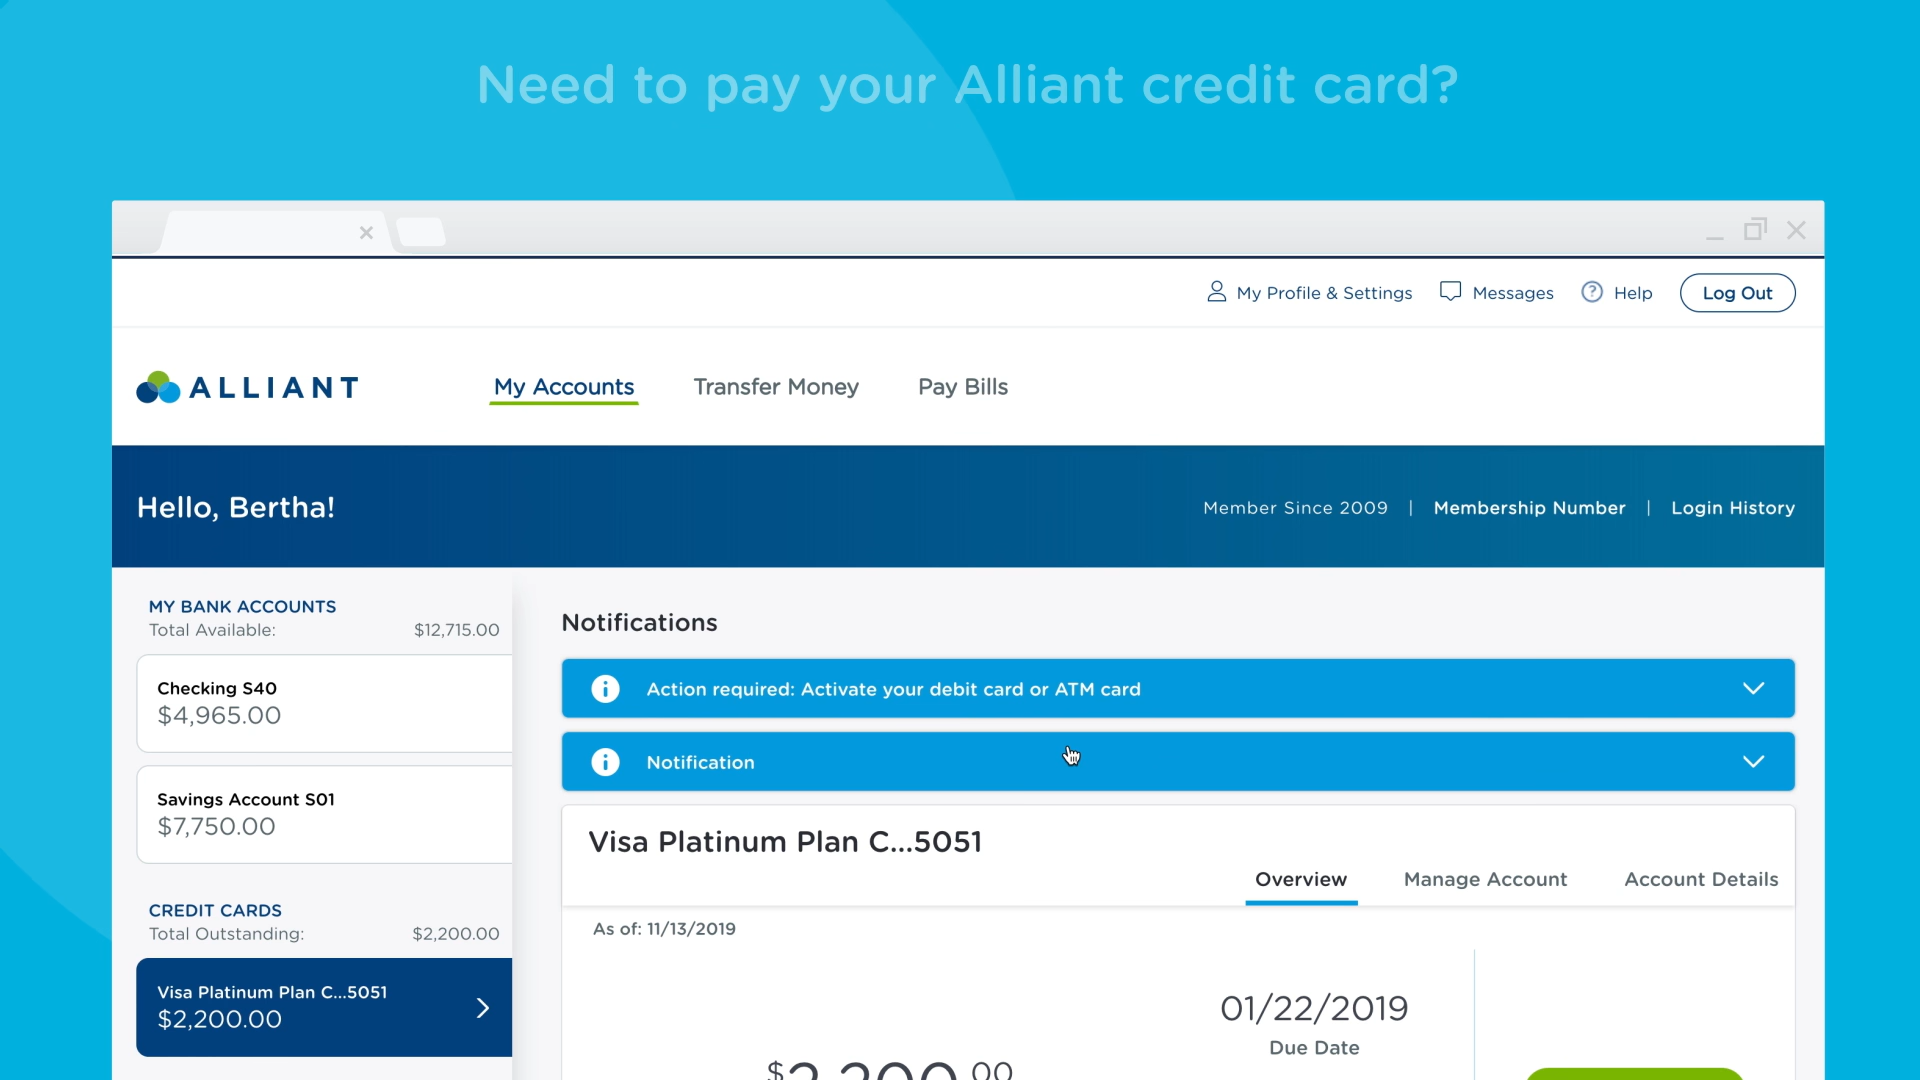 Need to pay your Alliant credit card?
My Profile & Settings
Messages
Help
Log Out
ALLIANT
My Accounts
Transfer Money
Pay Bills
Hello, Bertha!
Member Since 2009 | Membership Number | Login History
MY BANK ACCOUNTS
Total Available: $12,715.00
Checking S40
$4,965.00
Savings Account S01
$7,750.00
CREDIT CARDS
Total Outstanding: $2,200.00
Visa Platinum Plan C...5051
$2,200.00
Notifications
Action required: Activate your debit card or ATM card
Notification
Visa Platinum Plan C...5051
Overview
Manage Account
Account Details
As of: 11/13/2019
01/22/2019
Due Date
$2,200.00